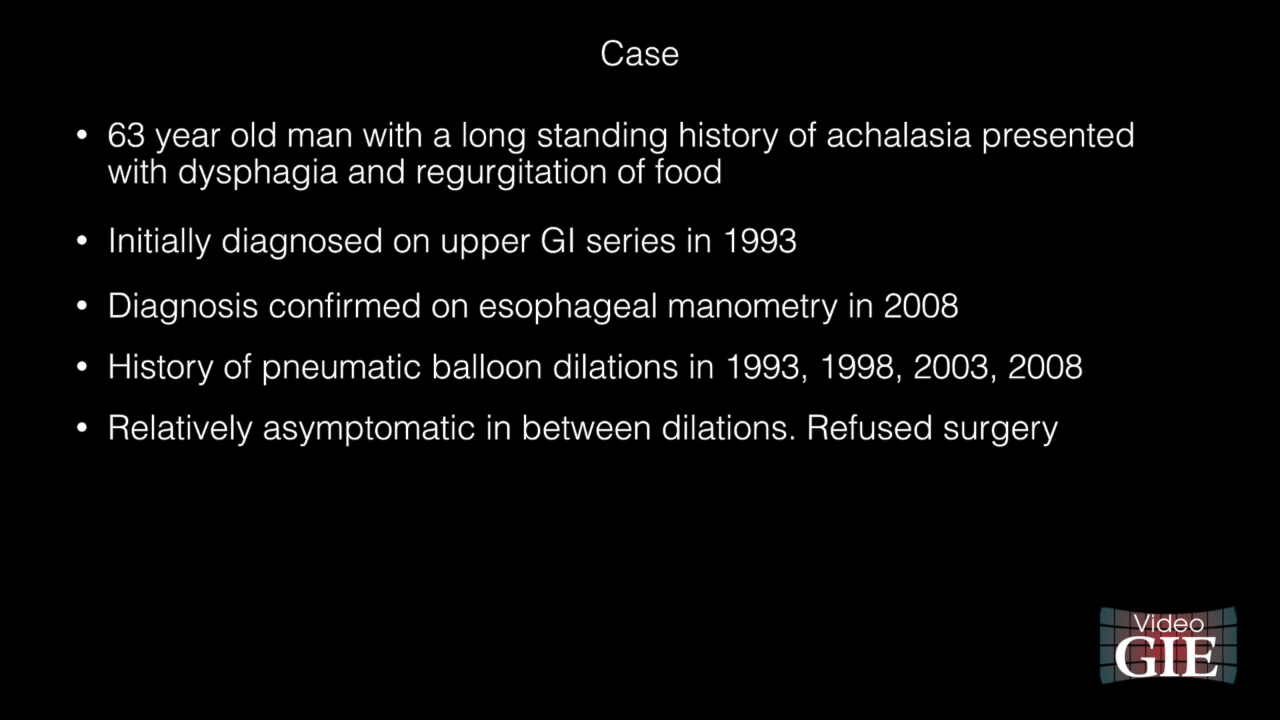 Case
• 63 year old man with a long standing history of achalasia presented
with dysphagia and regurgitation of food
• Initially diagnosed on upper GI series in 1993
• Diagnosis confirmed on esophageal manometry in 2008
• History of pneumatic balloon dilations in 1993, 1998, 2003, 2008
• Relatively asymptomatic in between dilations. Refused surgery
Video
GIE